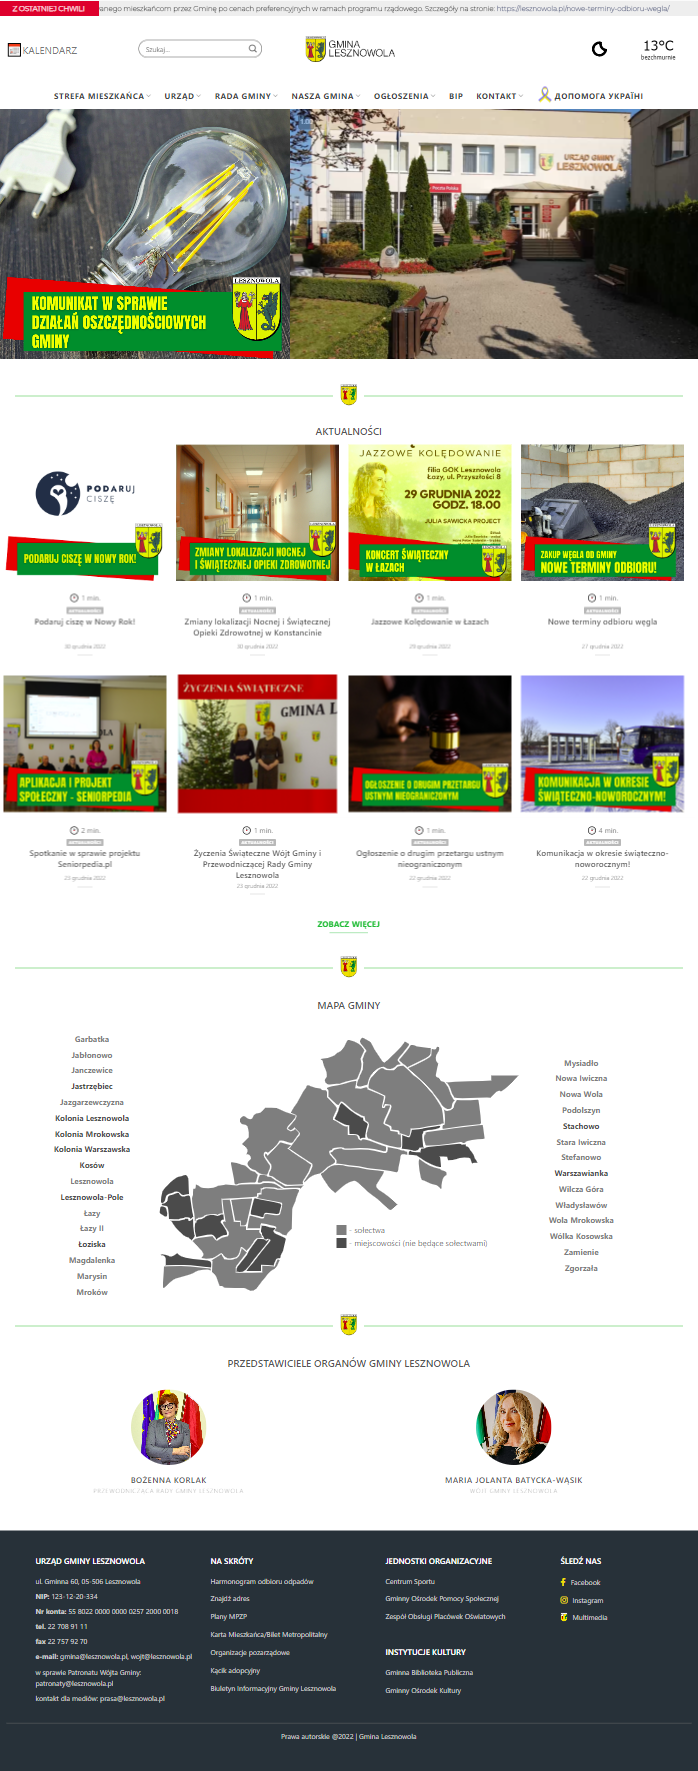 Z OSTATNIEJ CHWILI anego mieszkańcom przez Gminę po cenach preferencyjnych w ramach programu rządowego. Szczegóły na stronie: https://lesznowola.pl/nowe-terminy-odbioru-wegla/
KALENDARZ
Szukaj...
GMINA
LESZNOWOLA
13°C
bezchmurnie
STREFA MIESZKAŃCA URZĄD RADA GMINY NASZA GMINA OGŁOSZENIA BIP KONTAKT ДОПОМОГА УКРАЇНІ
URZĄD GMINY
LESZNOWOLA
Poczta Polska
LESZNOWOLA
KOMUNIKAT W SPRAWIE
DZIAŁAŃ OSZCZĘDNOŚCIOWYCH
GMINY
AKTUALNOŚCI
PODARUJ
CISZĘ
PODARUJ CISZĘ W NOWY ROK!
ZMIANY LOKALIZACJI NOCNEJ
I ŚWIĄTECZNEJ OPIEKI ZDROWOTNEJ
JAZZOWE KOLĘDOWANIE
filia GOK Lesznowola
Łazy, ul. Przyszłości 8
29 GRUDNIA 2022
GODZ. 18.00
JULIA SAWICKA PROJECT
KONCERT ŚWIĄTECZNY
W ŁAZACH
ZAKUP WĘGLA OD GMINY
NOWE TERMINY ODBIORU!
1 min.
AKTUALNOŚCI
Podaruj ciszę w Nowy Rok!
30 grudnia 2022
1 min.
AKTUALNOŚCI
Zmiany lokalizacji Nocnej i Świątecznej
Opieki Zdrowotnej w Konstancinie
30 grudnia 2022
1 min.
AKTUALNOŚCI
Jazzowe Kolędowanie w Łazach
29 grudnia 2022
1 min.
AKTUALNOŚCI
Nowe terminy odbioru węgla
27 grudnia 2022
APLIKACJA I PROJEKT
SPOŁECZNY - SENIORPEDIA
ŻYCZENIA ŚWIĄTECZNE
GMINA L
OGŁOSZENIE O DRUGIM PRZETARGU
USTNYM NIEOGRANICZONYM
KOMUNIKACJA W OKRESIE
ŚWIĄTECZNO-NOWOROCZNYM!
2 min.
AKTUALNOŚCI
Spotkanie w sprawie projektu
Seniorpedia.pl
23 grudnia 2022
1 min.
AKTUALNOŚCI
Życzenia Świąteczne Wójt Gminy i
Przewodniczącej Rady Gminy
Lesznowola
23 grudnia 2022
1 min.
AKTUALNOŚCI
Ogłoszenie o drugim przetargu ustnym
nieograniczonym
22 grudnia 2022
4 min.
AKTUALNOŚCI
Komunikacja w okresie świąteczno-
noworocznym!
22 grudnia 2022
ZOBACZ WIĘCEJ
MAPA GMINY
Garbatka
Jabłonowo
Janczewice
Jastrzębiec
Jazgarzewszczyzna
Kolonia Lesznowola
Kolonia Mrokowska
Kolonia Warszawska
Kosów
Lesznowola
Lesznowola-Pole
Łazy
Łazy II
Łoziska
Magdalenka
Marysin
Mroków
- sołectwa
- miejscowości (nie będące sołectwami)
Mysiadło
Nowa Iwiczna
Nowa Wola
Podolszyn
Stachowo
Stara Iwiczna
Stefanowo
Warszawianka
Wilcza Góra
Władysławów
Wola Mrokowska
Wólka Kosowska
Zamienie
Zgorzała
PRZEDSTAWICIELE ORGANÓW GMINY LESZNOWOLA
BOŻENNA KORLAK
PRZEWODNICZĄCA RADY GMINY LESZNOWOLA
MARIA JOLANTA BATYCKA-WĄSIK
WÓJT GMINY LESZNOWOLA
URZĄD GMINY LESZNOWOLA
ul. Gminna 60, 05-506 Lesznowola
NIP: 123-12-20-334
Nr konta: 55 8022 0000 0000 0257 2000 0018
tel. 22 708 91 11
fax 22 757 92 70
e-mail: gmina@lesznowola.pl, wojt@lesznowola.pl
w sprawie Patronatu Wójta Gminy:
patronaty@lesznowola.pl
kontakt dla mediów: prasa@lesznowola.pl
NA SKRÓTY
Harmonogram odbioru odpadów
Znajdź adres
Plany MPZP
Karta Mieszkańca/Bilet Metropolitalny
Organizacje pozarządowe
Kącik adopcyjny
Biuletyn Informacyjny Gminy Lesznowola
JEDNOSTKI ORGANIZACYJNE
Centrum Sportu
Gminny Ośrodek Pomocy Społecznej
Zespół Obsługi Placówek Oświatowych
INSTYTUCJE KULTURY
Gminna Biblioteka Publiczna
Gminny Ośrodek Kultury
ŚLEDŹ NAS
Facebook
Instagram
Multimedia
Prawa autorskie @2022 | Gmina Lesznowola